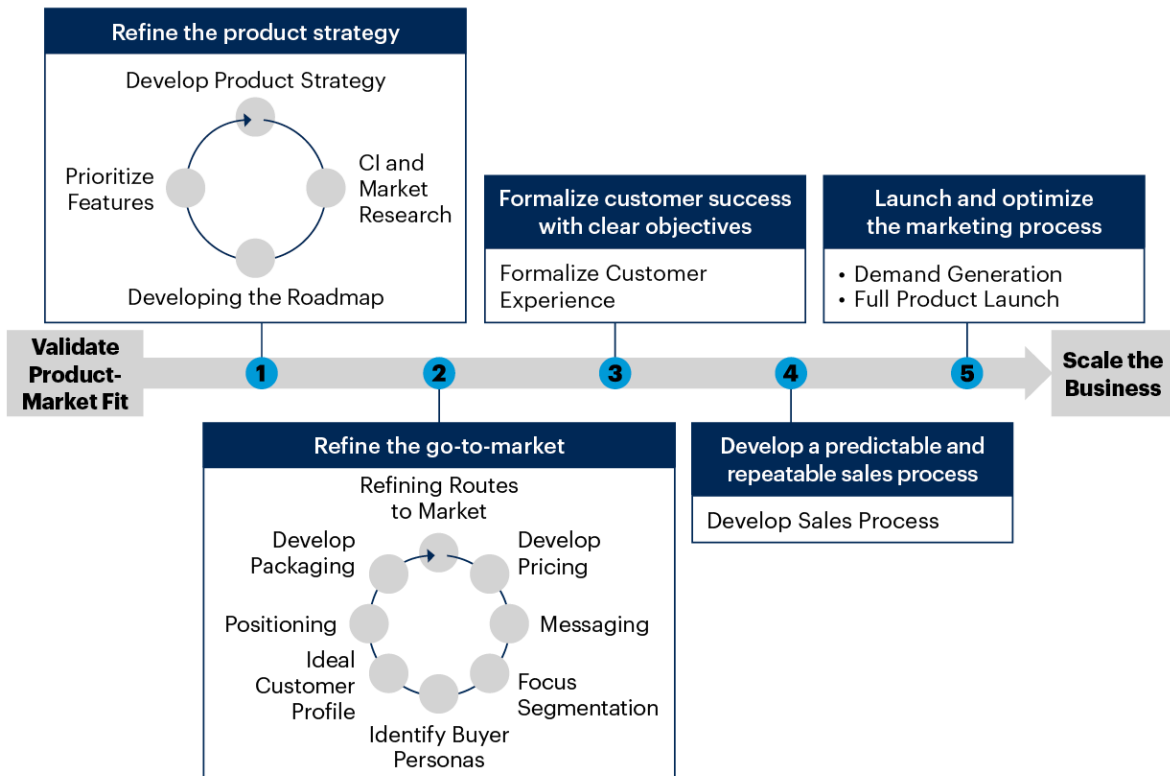 Refine the product strategy
Develop Product Strategy
Prioritize
Features
CI and
Market
Research
Developing the Roadmap
Formalize customer success
with clear objectives
Formalize Customer
Experience
Launch and optimize
the marketing process
• Demand Generation
• Full Product Launch
Validate
Product-
Market Fit
1
2
3
4
5
Scale the
Business
Refine the go-to-market
Refining Routes
to Market
Develop
Packaging
Develop
Pricing
Positioning
Messaging
Ideal
Customer
Profile
Focus
Segmentation
Identify Buyer
Personas
Develop a predictable and
repeatable sales process
Develop Sales Process